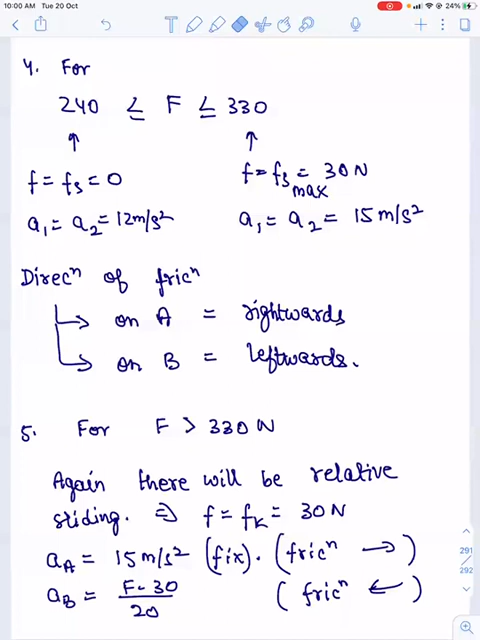 10:00 AM Tue 20 Oct
24%
4. For
240 ≤ F ≤ 330
↑ ↑
f = fs = 0 f = fs max = 30 N
a1 = a2 = 12 m/s² a1 = a2 = 15 m/s²
Direcⁿ of fricⁿ
→ on A = rightwards
→ on B = leftwards.
5. For F > 330 N
Again there will be relative
sliding. ⇒ f = fK = 30 N
aA = 15 m/s² (fix). (fricⁿ →)
aB = F - 30 / 20 (fricⁿ ←)
291
/
292